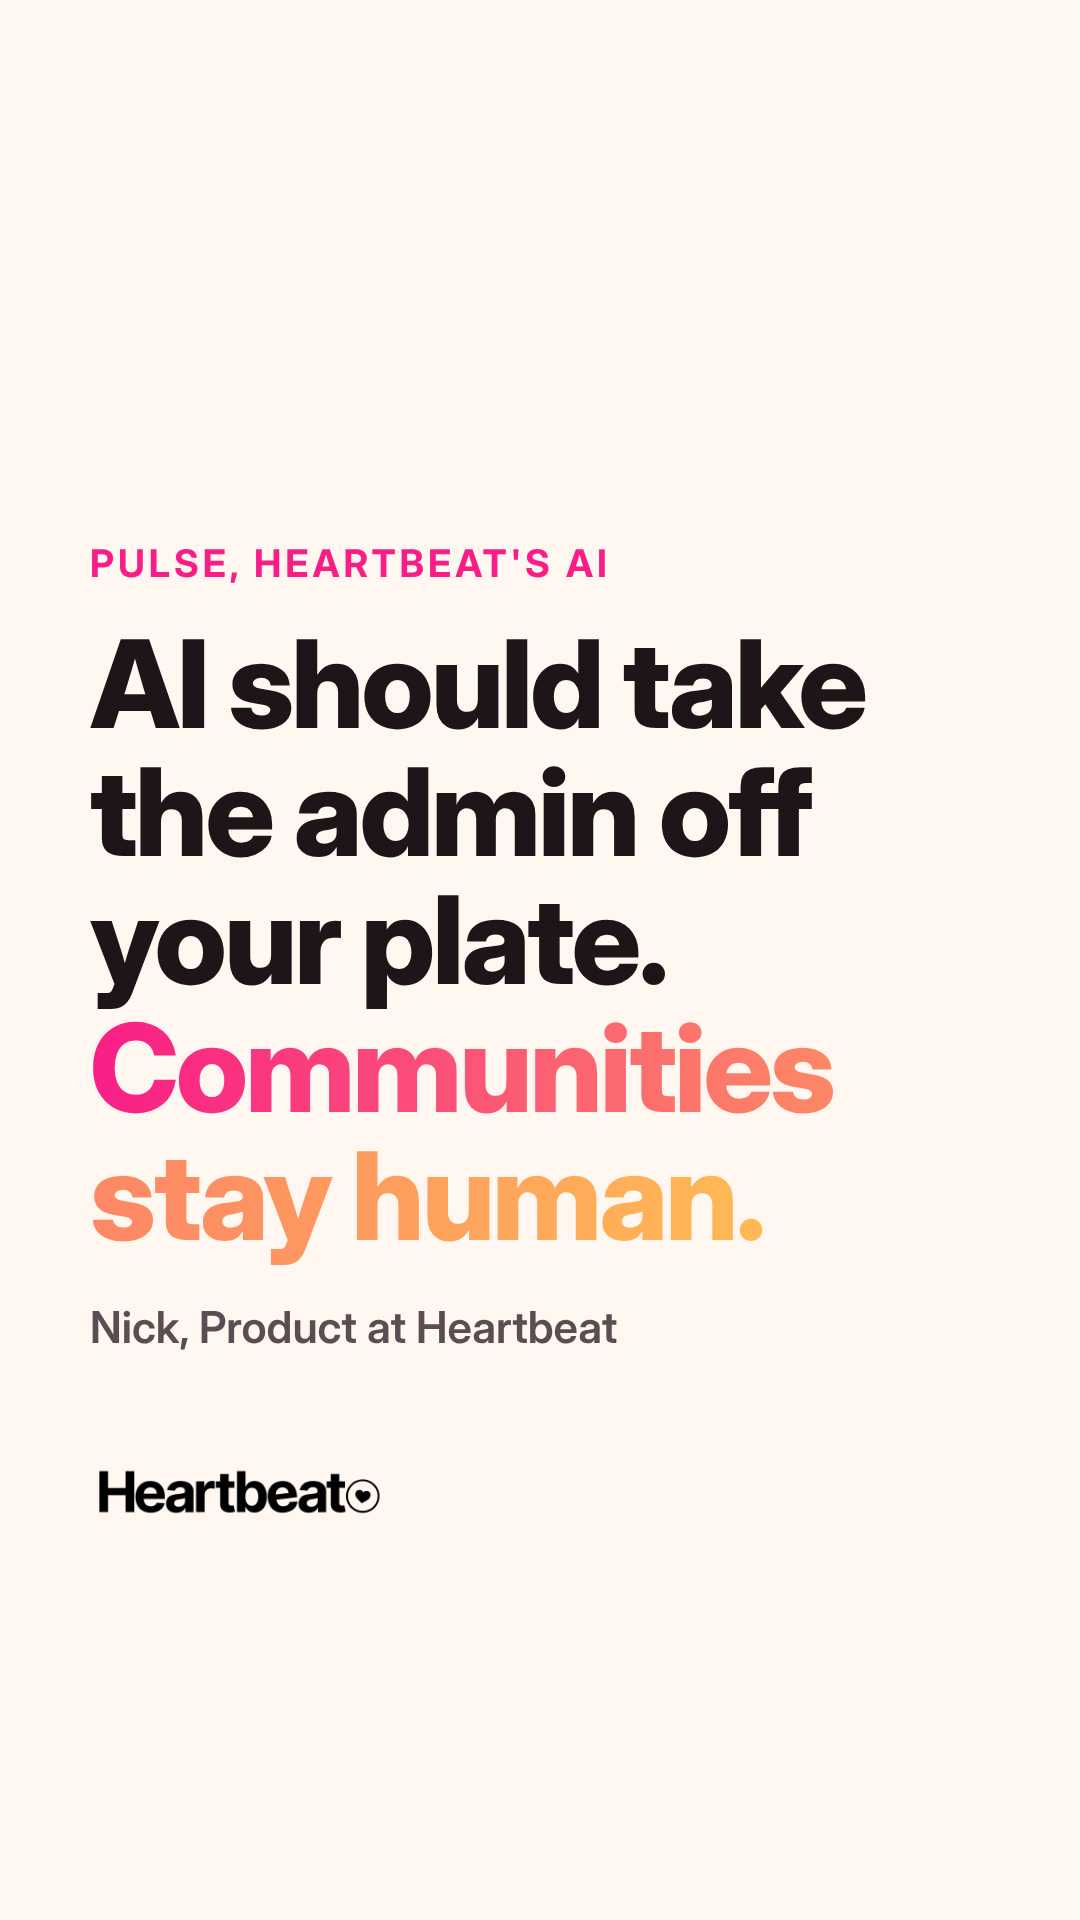 PULSE, HEARTBEAT'S AI
AI should take
the admin off
your plate.
Communities
stay human.
Nick, Product at Heartbeat
Heartbeat